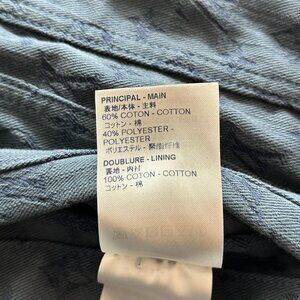 PRINCIPAL - MAIN
表地/本体 - 主料
60% COTON - COTTON
コットン - 棉
40% POLYESTER -
POLYESTER
ポリエステル - 聚酯纤维
DOUBLURE - LINING
裏地 - 内衬
100% COTON - COTTON
コットン - 棉